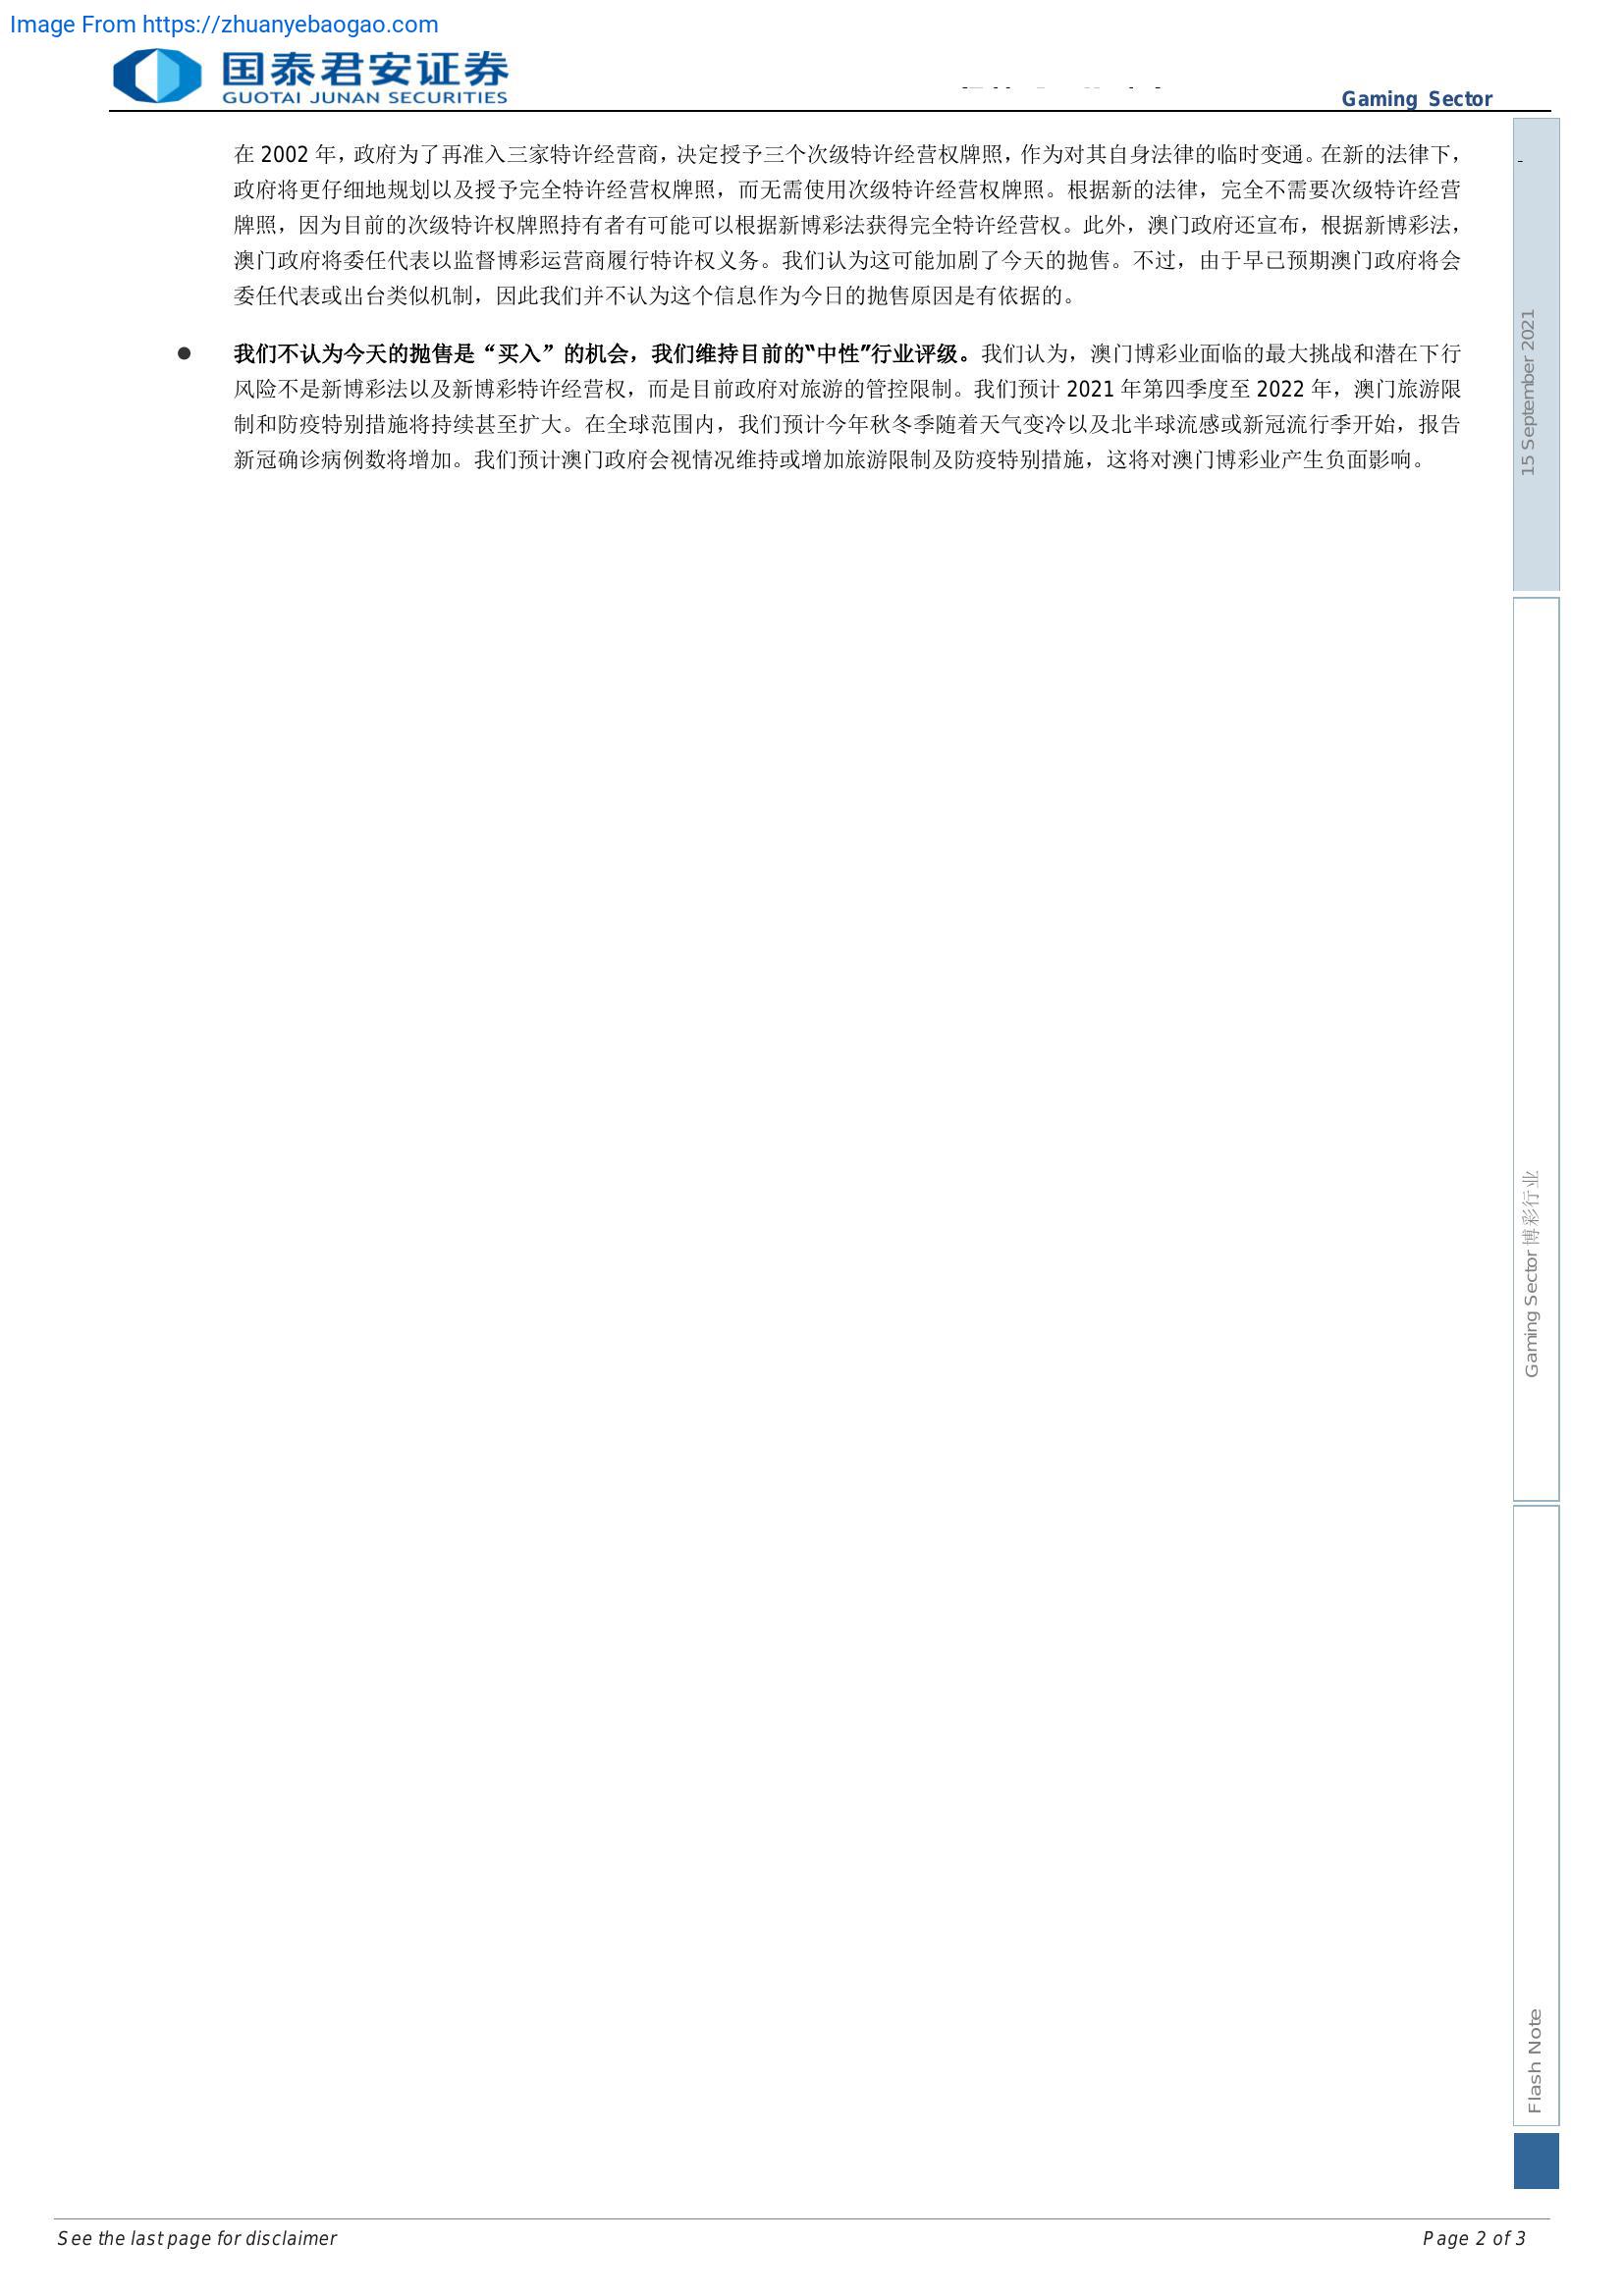 Image From https://zhuanyebaogao.com
国泰君安证券
GUOTAI JUNAN SECURITIES
Gaming Sector
在 2002 年，政府为了再准入三家特许经营商，决定授予三个次级特许经营权牌照，作为对其自身法律的临时变通。在新的法律下，
政府将更仔细地规划以及授予完全特许经营权牌照，而无需使用次级特许经营权牌照。根据新的法律，完全不需要次级特许经营
牌照，因为目前的次级特许权牌照持有者有可能可以根据新博彩法获得完全特许经营权。此外，澳门政府还宣布，根据新博彩法，
澳门政府将委任代表以监督博彩运营商履行特许权义务。我们认为这可能加剧了今天的抛售。不过，由于早已预期澳门政府将会
委任代表或出台类似机制，因此我们并不认为这个信息作为今日的抛售原因是有依据的。
● 我们不认为今天的抛售是“买入”的机会，我们维持目前的“中性”行业评级。我们认为，澳门博彩业面临的最大挑战和潜在下行
风险不是新博彩法以及新博彩特许经营权，而是目前政府对旅游的管控限制。我们预计 2021 年第四季度至 2022 年，澳门旅游限
制和防疫特别措施将持续甚至扩大。在全球范围内，我们预计今年秋冬季随着天气变冷以及北半球流感或新冠流行季开始，报告
新冠确诊病例数将增加。我们预计澳门政府会视情况维持或增加旅游限制及防疫特别措施，这将对澳门博彩业产生负面影响。
15 September 2021
Gaming Sector 博彩行业
Flash Note
See the last page for disclaimer
Page 2 of 3